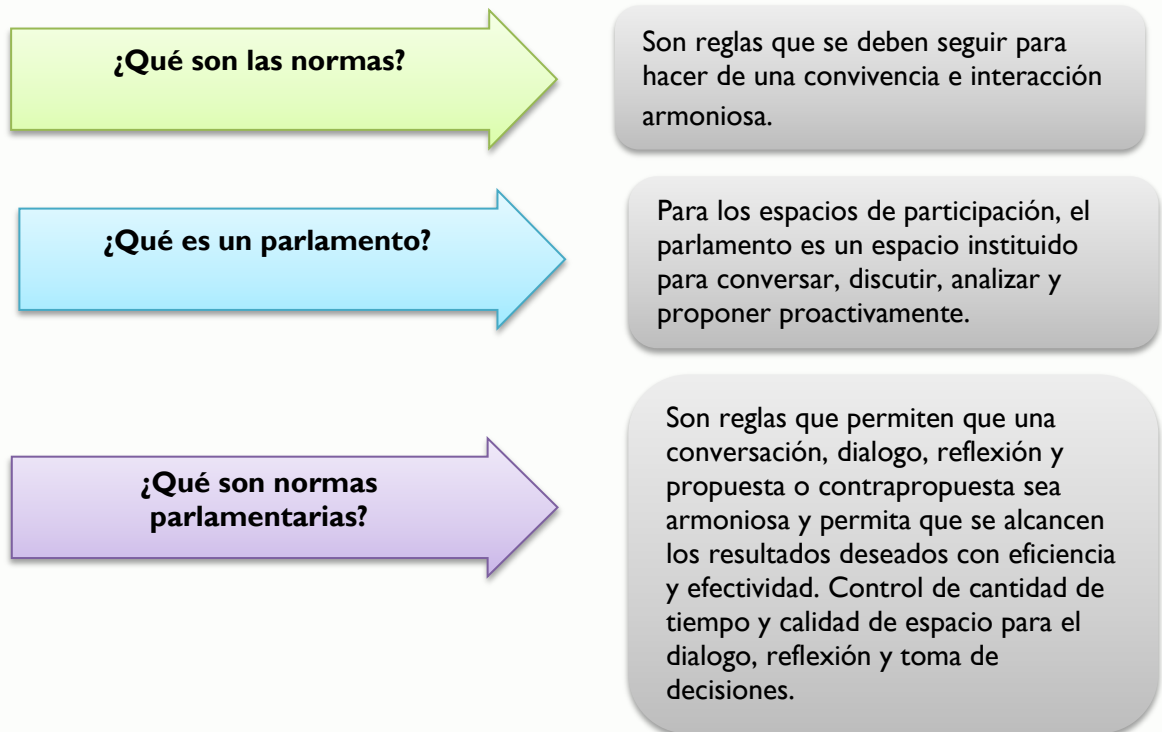 ¿Qué son las normas?
Son reglas que se deben seguir para
hacer de una convivencia e interacción
armoniosa.
¿Qué es un parlamento?
Para los espacios de participación, el
parlamento es un espacio instituido
para conversar, discutir, analizar y
proponer proactivamente.
¿Qué son normas
parlamentarias?
Son reglas que permiten que una
conversación, dialogo, reflexión y
propuesta o contrapropuesta sea
armoniosa y permita que se alcancen
los resultados deseados con eficiencia
y efectividad. Control de cantidad de
tiempo y calidad de espacio para el
dialogo, reflexión y toma de
decisiones.